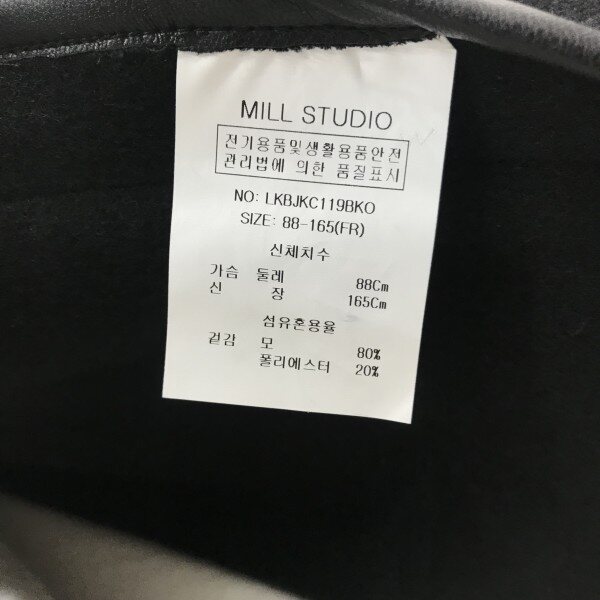 MILL STUDIO
전기용품및생활용품안전
관리법에 의한 품질표시
NO: LKBJKC119BKO
SIZE: 88-165(FR)
신체치수
가슴 둘레 88Cm
신 장 165Cm
섬유혼용율
겉감 모 80%
폴리에스터 20%